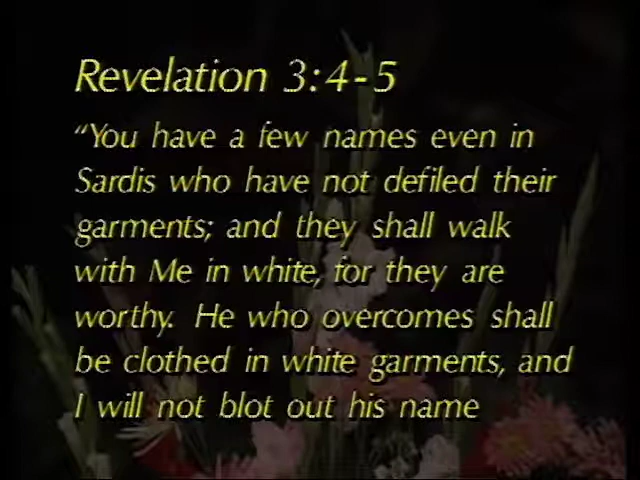 Revelation 3:4-5
“You have a few names even in
Sardis who have not defiled their
garments; and they shall walk
with Me in white, for they are
worthy. He who overcomes shall
be clothed in white garments, and
I will not blot out his name